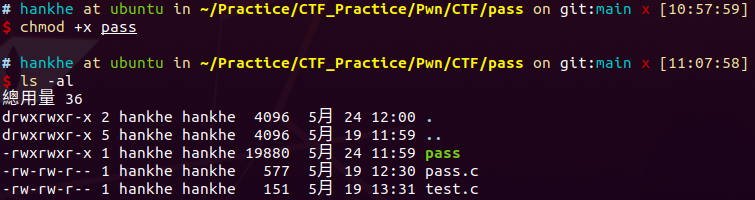 # hankhe at ubuntu in ~/Practice/CTF_Practice/Pwn/CTF/pass on git:main x [10:57:59]
$ chmod +x pass
# hankhe at ubuntu in ~/Practice/CTF_Practice/Pwn/CTF/pass on git:main x [11:07:58]
$ ls -al
總用量 36
drwxrwxr-x 2 hankhe hankhe  4096  5月 24 12:00 .
drwxrwxr-x 5 hankhe hankhe  4096  5月 19 11:59 ..
-rwxrwxr-x 1 hankhe hankhe 19880  5月 24 11:59 pass
-rw-rw-r-- 1 hankhe hankhe   577  5月 19 12:30 pass.c
-rw-rw-r-- 1 hankhe hankhe   151  5月 19 13:31 test.c